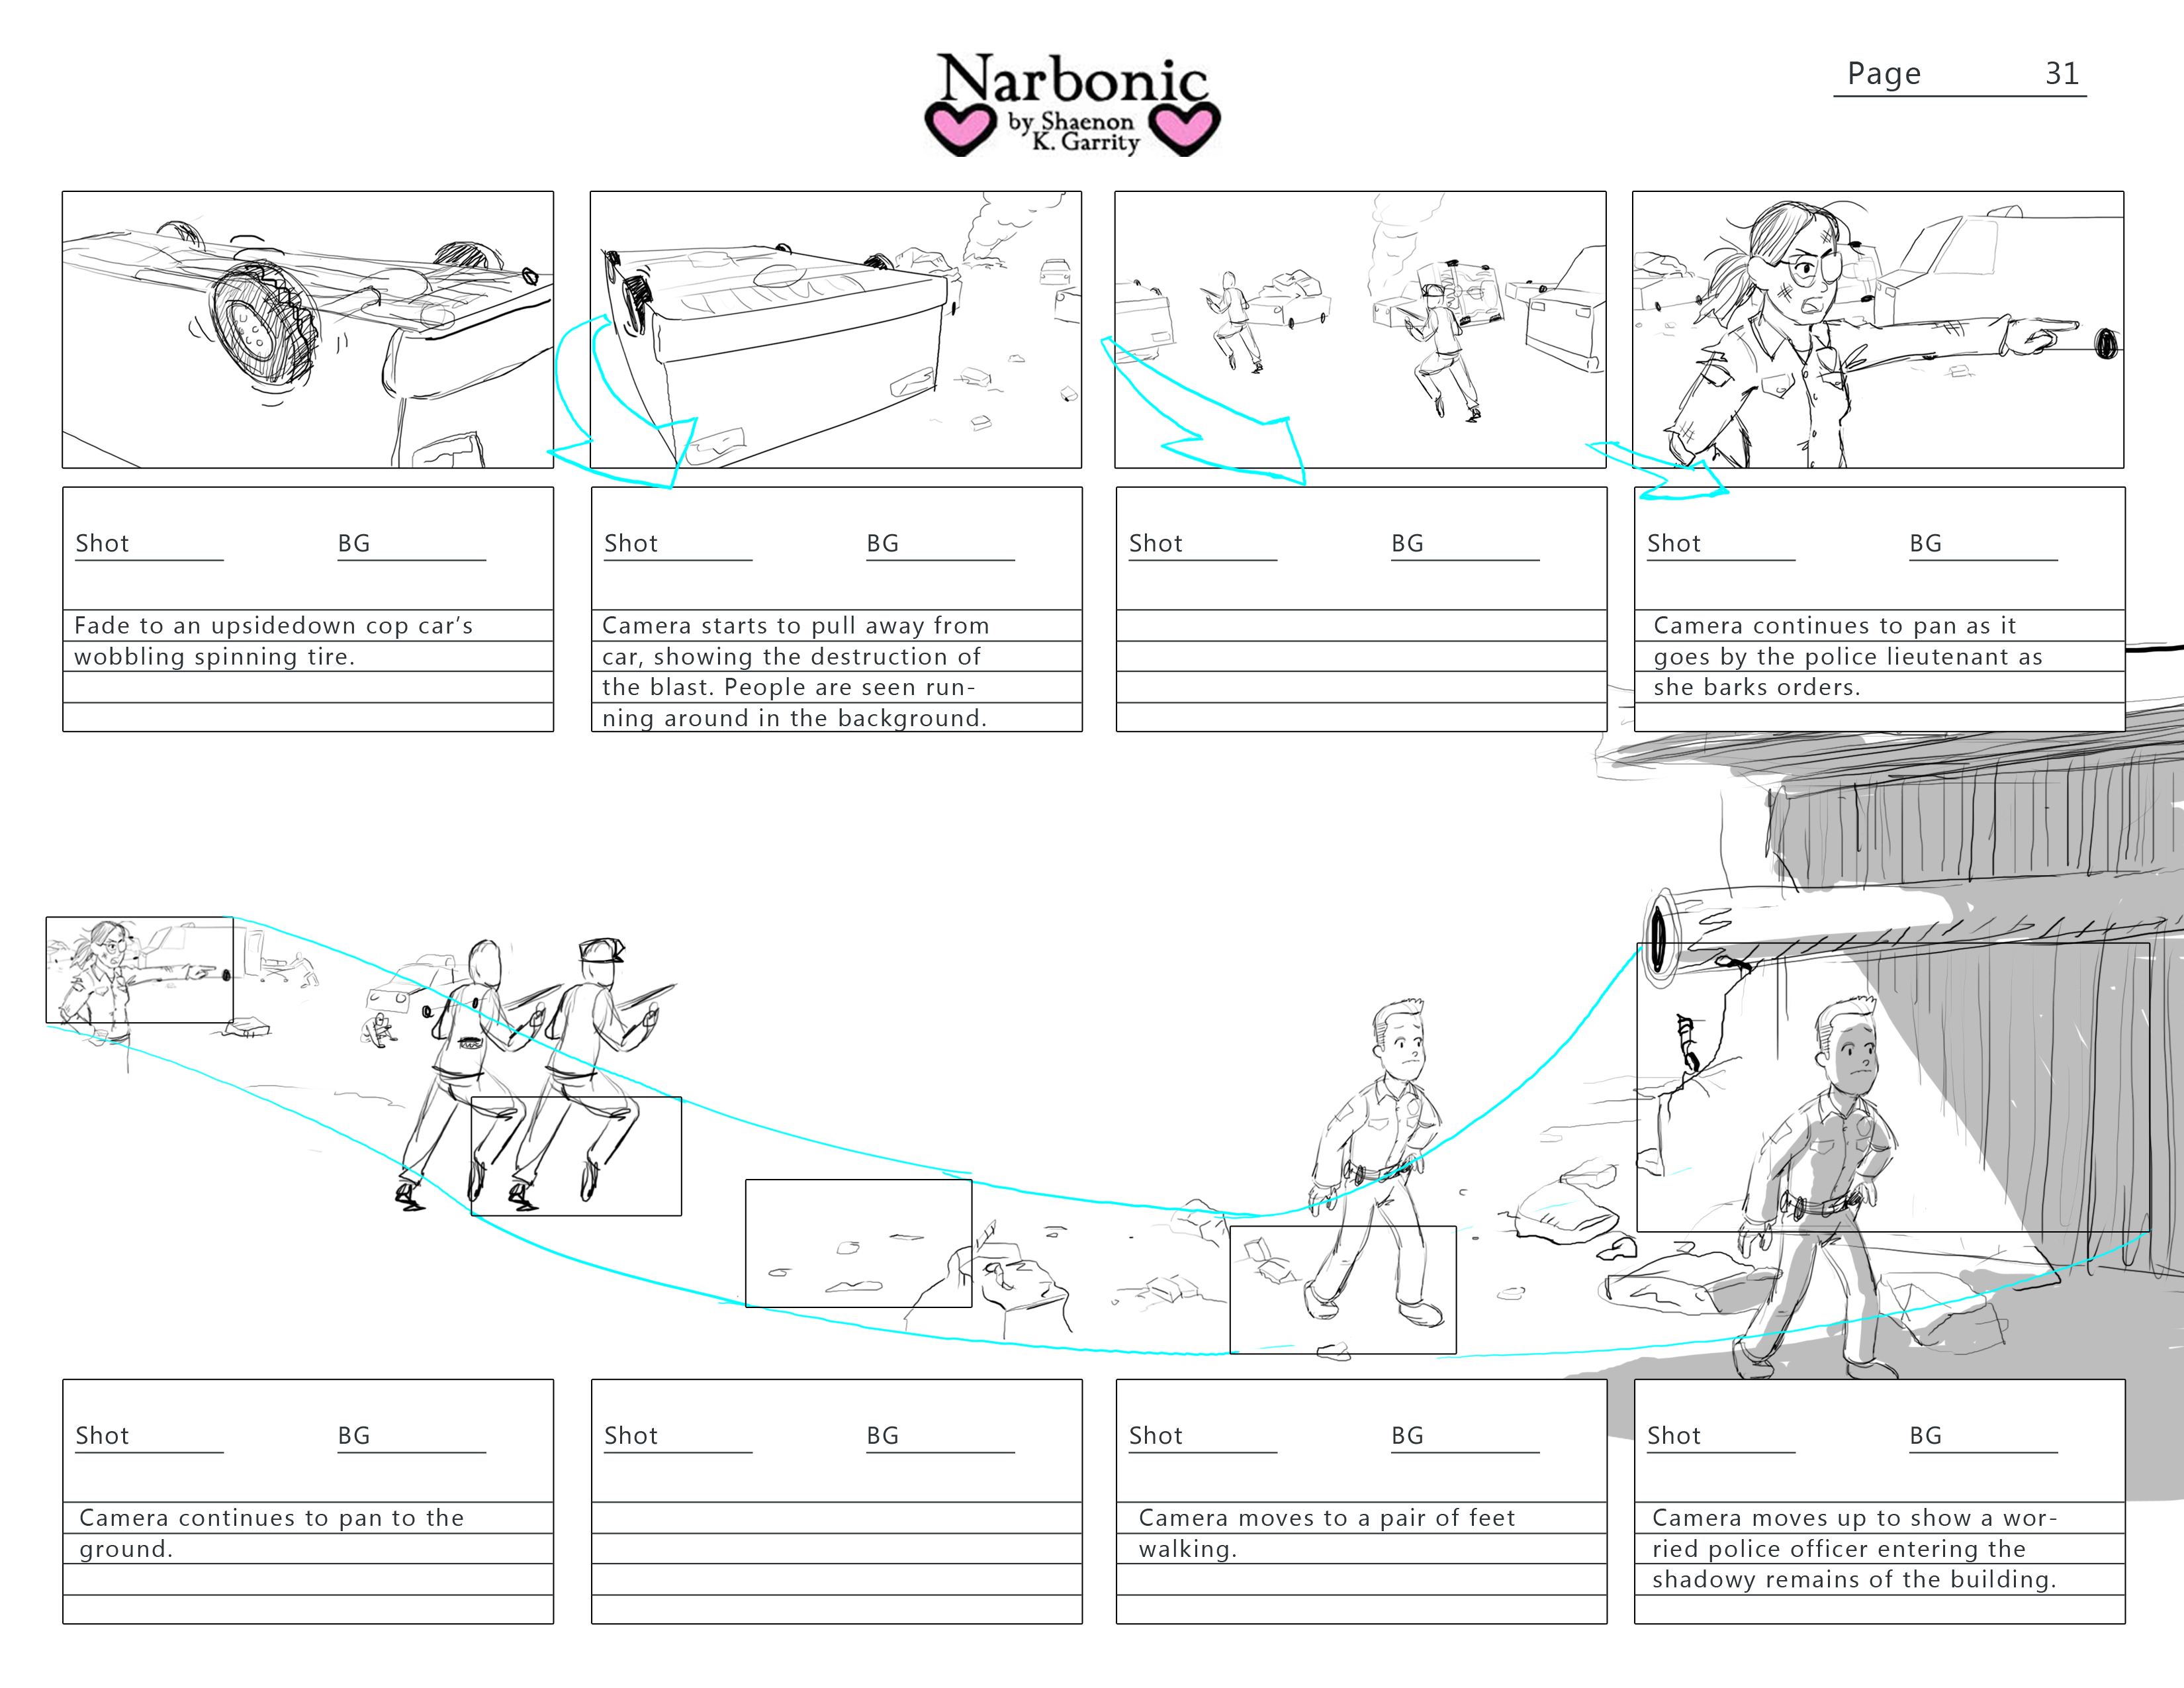 Narbonic
by Shaenon
K. Garrity
Page 31
Shot BG
Fade to an upsidedown cop car's
wobbling spinning tire.
Shot BG
Camera starts to pull away from
car, showing the destruction of
the blast. People are seen run-
ning around in the background.
Shot BG
Shot BG
Camera continues to pan as it
goes by the police lieutenant as
she barks orders.
Shot BG
Camera continues to pan to the
ground.
Shot BG
Shot BG
Camera moves to a pair of feet
walking.
Shot BG
Camera moves up to show a wor-
ried police officer entering the
shadowy remains of the building.